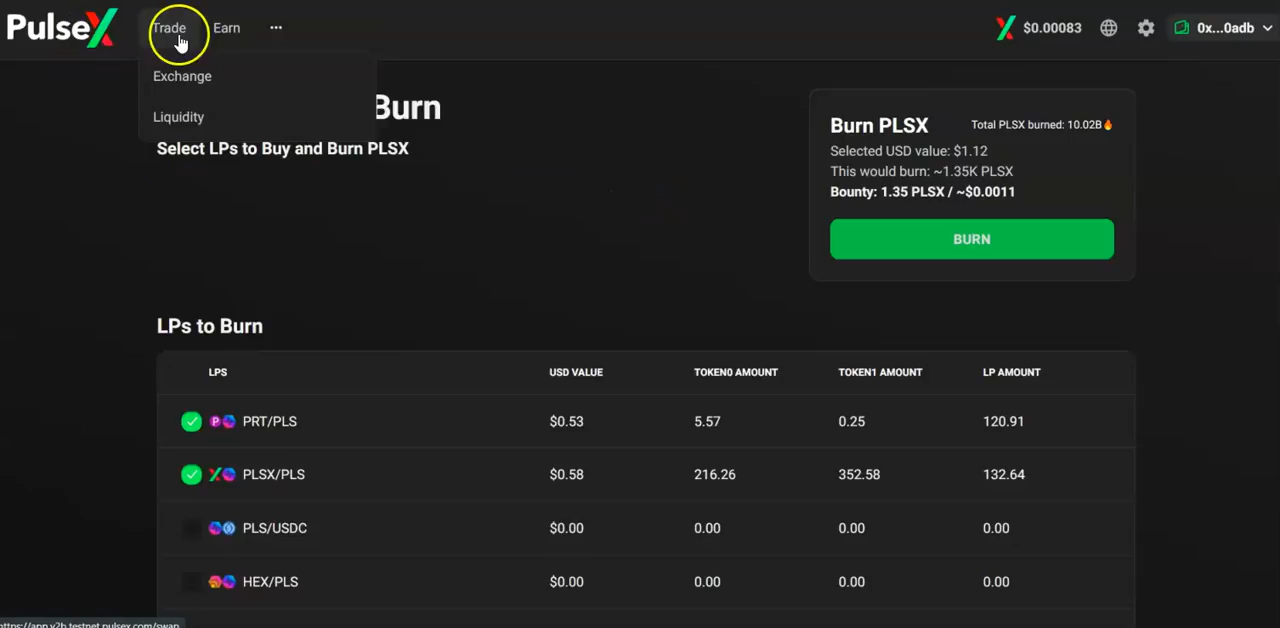 PulseX
Trade
Earn
...
$0.00083
0x...0adb
Exchange
Liquidity
Burn
Select LPs to Buy and Burn PLSX
Burn PLSX
Total PLSX burned: 10.02B🔥
Selected USD value: $1.12
This would burn: ~1.35K PLSX
Bounty: 1.35 PLSX / ~$0.0011
BURN
LPs to Burn
LPS USD VALUE TOKEN0 AMOUNT TOKEN1 AMOUNT LP AMOUNT
PRT/PLS $0.53 5.57 0.25 120.91
PLSX/PLS $0.58 216.26 352.58 132.64
PLS/USDC $0.00 0.00 0.00 0.00
HEX/PLS $0.00 0.00 0.00 0.00
https://app.v2b.testnet.pulsex.com/swap